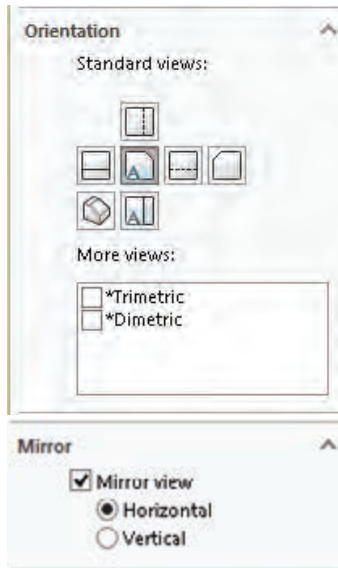 Orientation
Standard views:
A
A
More views:
*Trimetric
*Dimetric
Mirror
Mirror view
Horizontal
Vertical